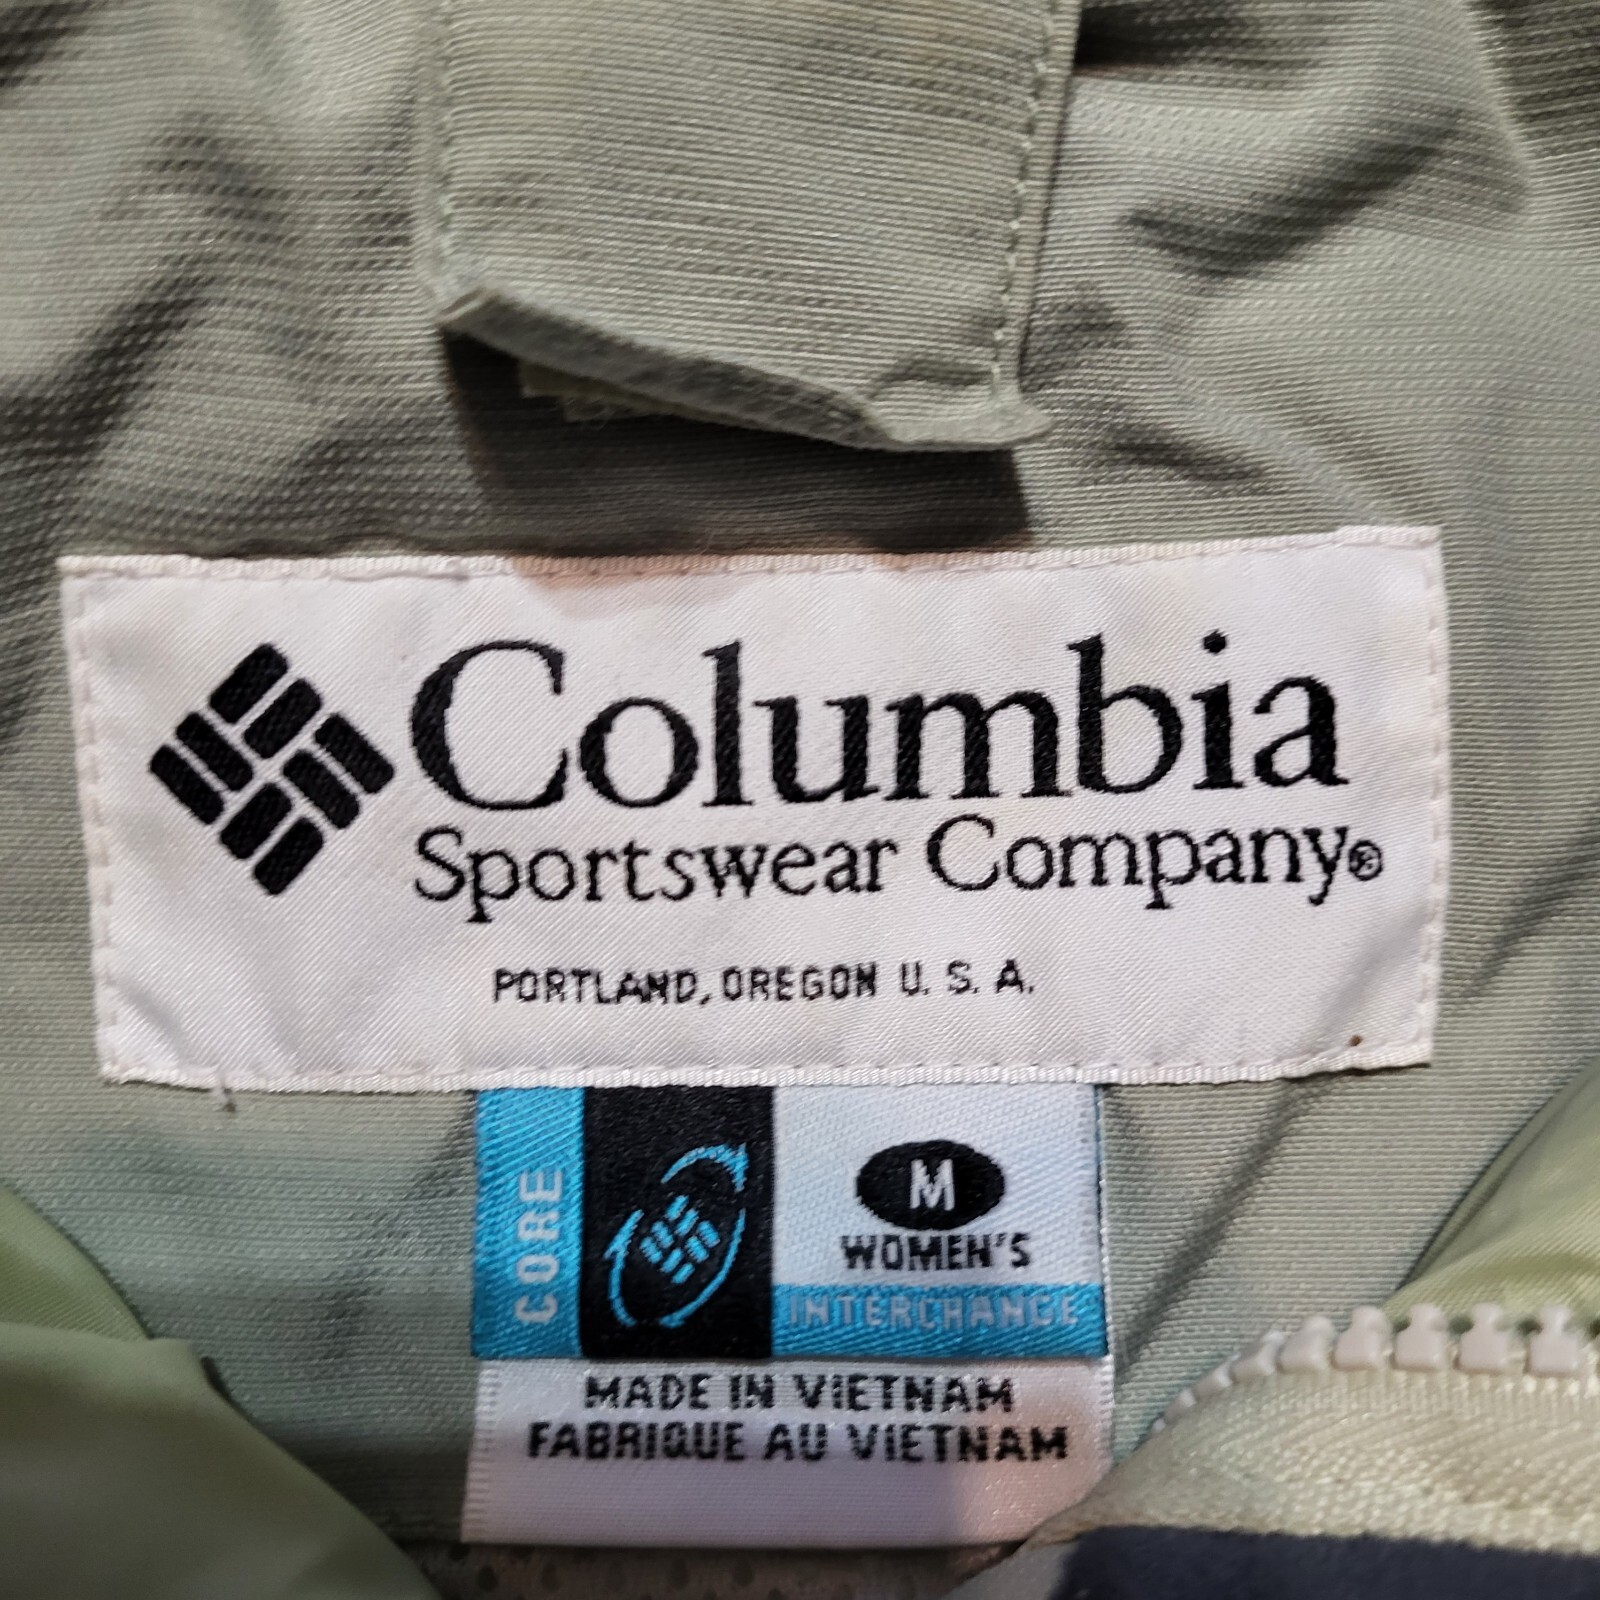 Columbia
Sportswear Company®
PORTLAND, OREGON U. S. A.
CORE
M
WOMEN'S
INTERCHANGE
MADE IN VIETNAM
FABRIQUE AU VIETNAM